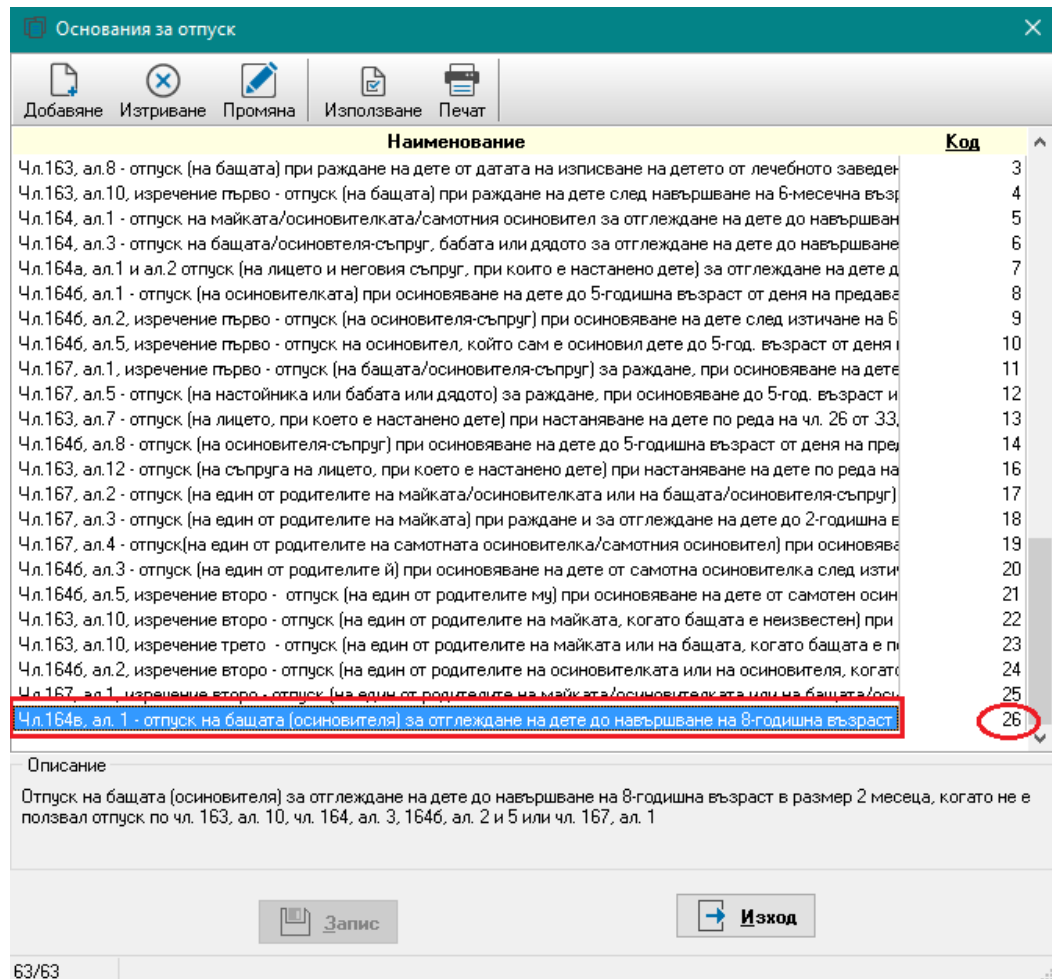 Основания за отпуск
Добавяне Изтриване Промяна Използване Печат
Наименование Код
Чл.163, ал.8 - отпуск (на бащата) при раждане на дете от датата на изписване на детето от лечебното заведен 3
Чл.163, ал.10, изречение първо - отпуск (на бащата) при раждане на дете след навършване на 6-месечна възр 4
Чл.164, ал.1 - отпуск на майката/осиновителката/самотния осиновител за отглеждане на дете до навършван 5
Чл.164, ал.3 - отпуск на бащата/осиновтеля-съпруг, бабата или дядото за отглеждане на дете до навършване 6
Чл.164а, ал.1 и ал.2 отпуск (на лицето и неговия съпруг, при които е настанено дете) за отглеждане на дете д 7
Чл.164б, ал.1 - отпуск (на осиновителката) при осиновяване на дете до 5-годишна възраст от деня на предава 8
Чл.164б, ал.2, изречение първо - отпуск (на осиновителя-съпруг) при осиновяване на дете след изтичане на 6 9
Чл.164б, ал.5, изречение първо - отпуск на осиновител, който сам е осиновил дете до 5-год. възраст от деня 10
Чл.167, ал.1, изречение първо - отпуск (на бащата/осиновителя-съпруг) за раждане, при осиновяване на дете 11
Чл.167, ал.5 - отпуск (на настойника или бабата или дядото) за раждане, при осиновяване до 5-год. възраст и 12
Чл.163, ал.7 - отпуск (на лицето, при което е настанено дете) при настаняване на дете по реда на чл. 26 от ЗЗ, 13
Чл.164б, ал.8 - отпуск (на осиновителя-съпруг) при осиновяване на дете до 5-годишна възраст от деня на пред 14
Чл.163, ал.12 - отпуск (на съпруга на лицето, при което е настанено дете) при настаняване на дете по реда на 16
Чл.167, ал.2 - отпуск (на един от родителите на майката/осиновителката или на бащата/осиновителя-съпруг) 17
Чл.167, ал.3 - отпуск (на един от родителите на майката) при раждане и за отглеждане на дете до 2-годишна в 18
Чл.167, ал.4 - отпуск(на един от родителите на самотната осиновителка/самотния осиновител) при осиновява 19
Чл.164б, ал.3 - отпуск (на един от родителите й) при осиновяване на дете от самотна осиновителка след изти 20
Чл.164б, ал.5, изречение второ - отпуск (на един от родителите му) при осиновяване на дете от самотен осин 21
Чл.163, ал.10, изречение второ - отпуск (на един от родителите на майката, когато бащата е неизвестен) при 22
Чл.163, ал.10, изречение трето - отпуск (на един от родителите на майката или на бащата, когато бащата е п 23
Чл.164б, ал.2, изречение второ - отпуск (на един от родителите на осиновителката или на осиновителя, когато 24
Чл.167, ал.1, изречение второ - отпуск (на един от родителите на майката/осиновителката или на бащата/оси 25
Чл.164в, ал. 1 - отпуск на бащата (осиновителя) за отглеждане на дете до навършване на 8-годишна възраст 26
Описание
Отпуск на бащата (осиновителя) за отглеждане на дете до навършване на 8-годишна възраст в размер 2 месеца, когато не е
ползвал отпуск по чл. 163, ал. 10, чл. 164, ал. 3, 164б, ал. 2 и 5 или чл. 167, ал. 1
Запис Изход
63/63